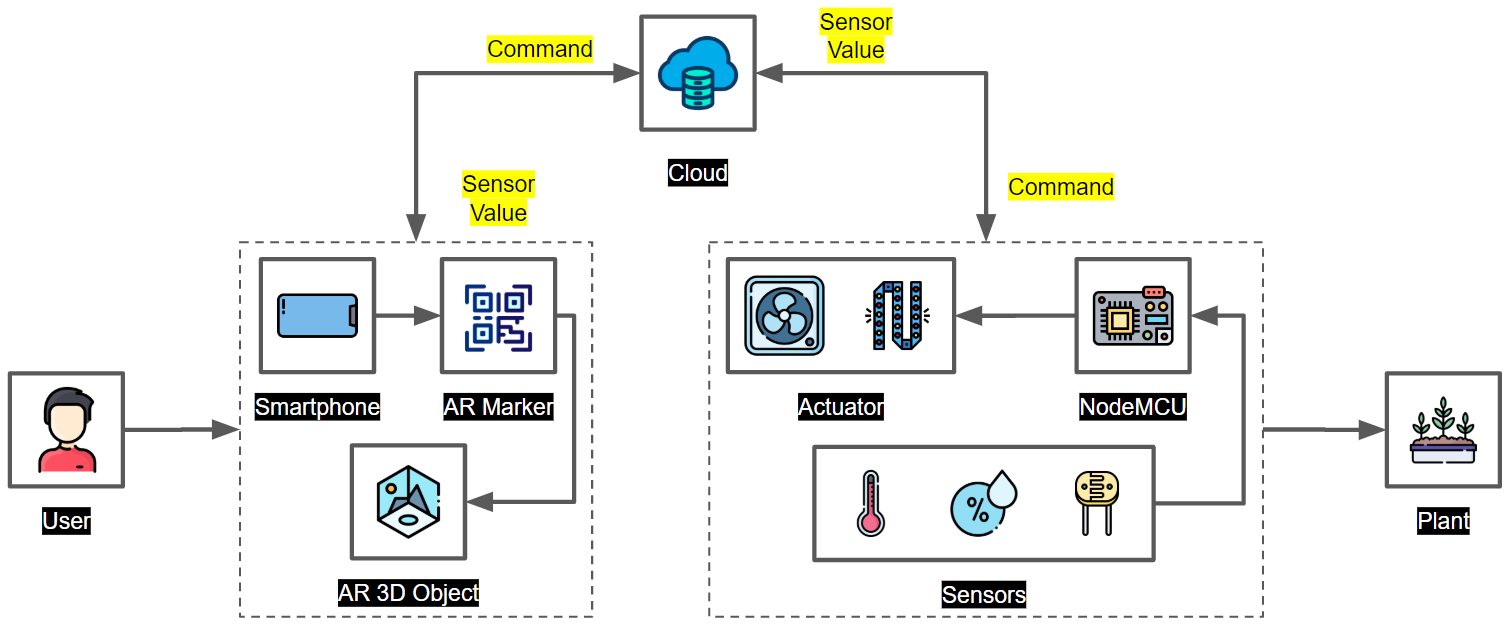 Command
Sensor
Value
Cloud
Sensor
Value
Command
Smartphone
AR Marker
Actuator
NodeMCU
User
Plant
AR 3D Object
Sensors
%